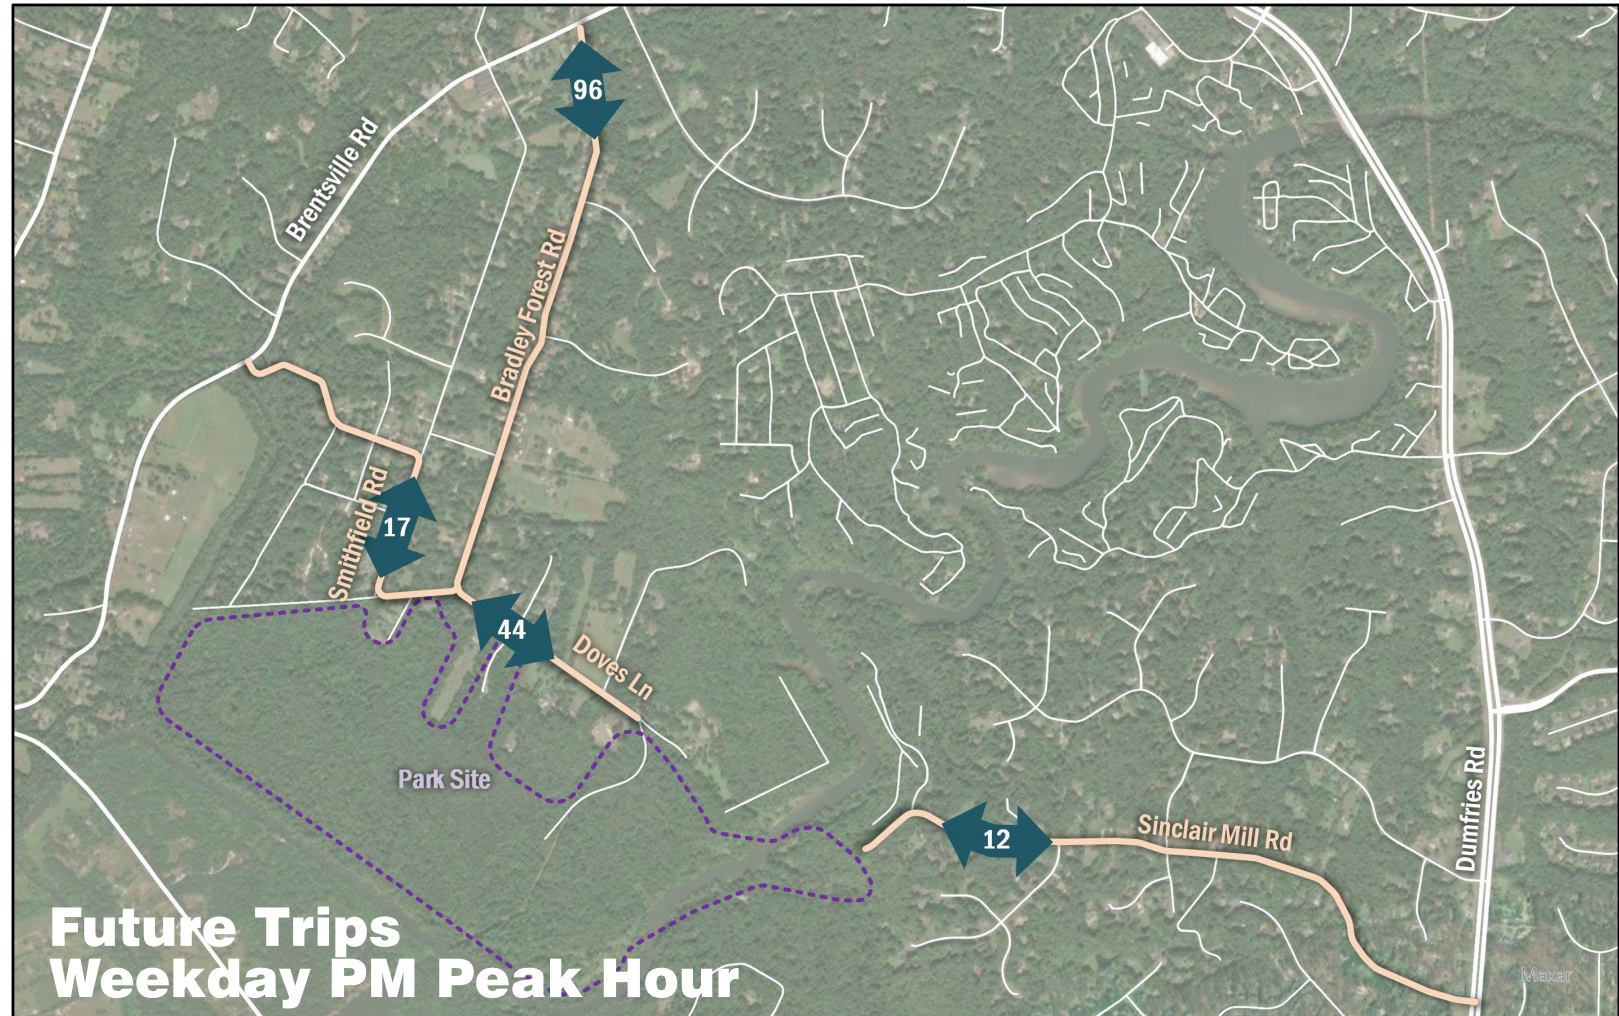 96
Brentsville Rd
Bradley Forest Rd
Smithfield Rd
17
44
Doves Ln
Park Site
12
Sinclair Mill Rd
Dumfries Rd
Future Trips
Weekday PM Peak Hour
Maxar